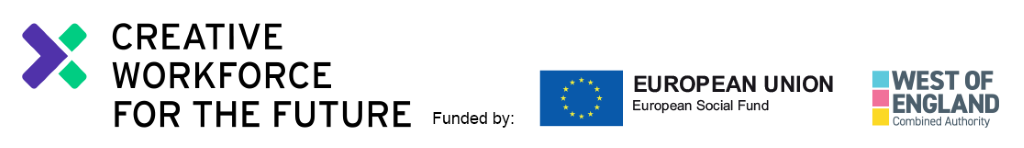 CREATIVE
WORKFORCE
FOR THE FUTURE
Funded by:
EUROPEAN UNION
European Social Fund
WEST OF
ENGLAND
Combined Authority